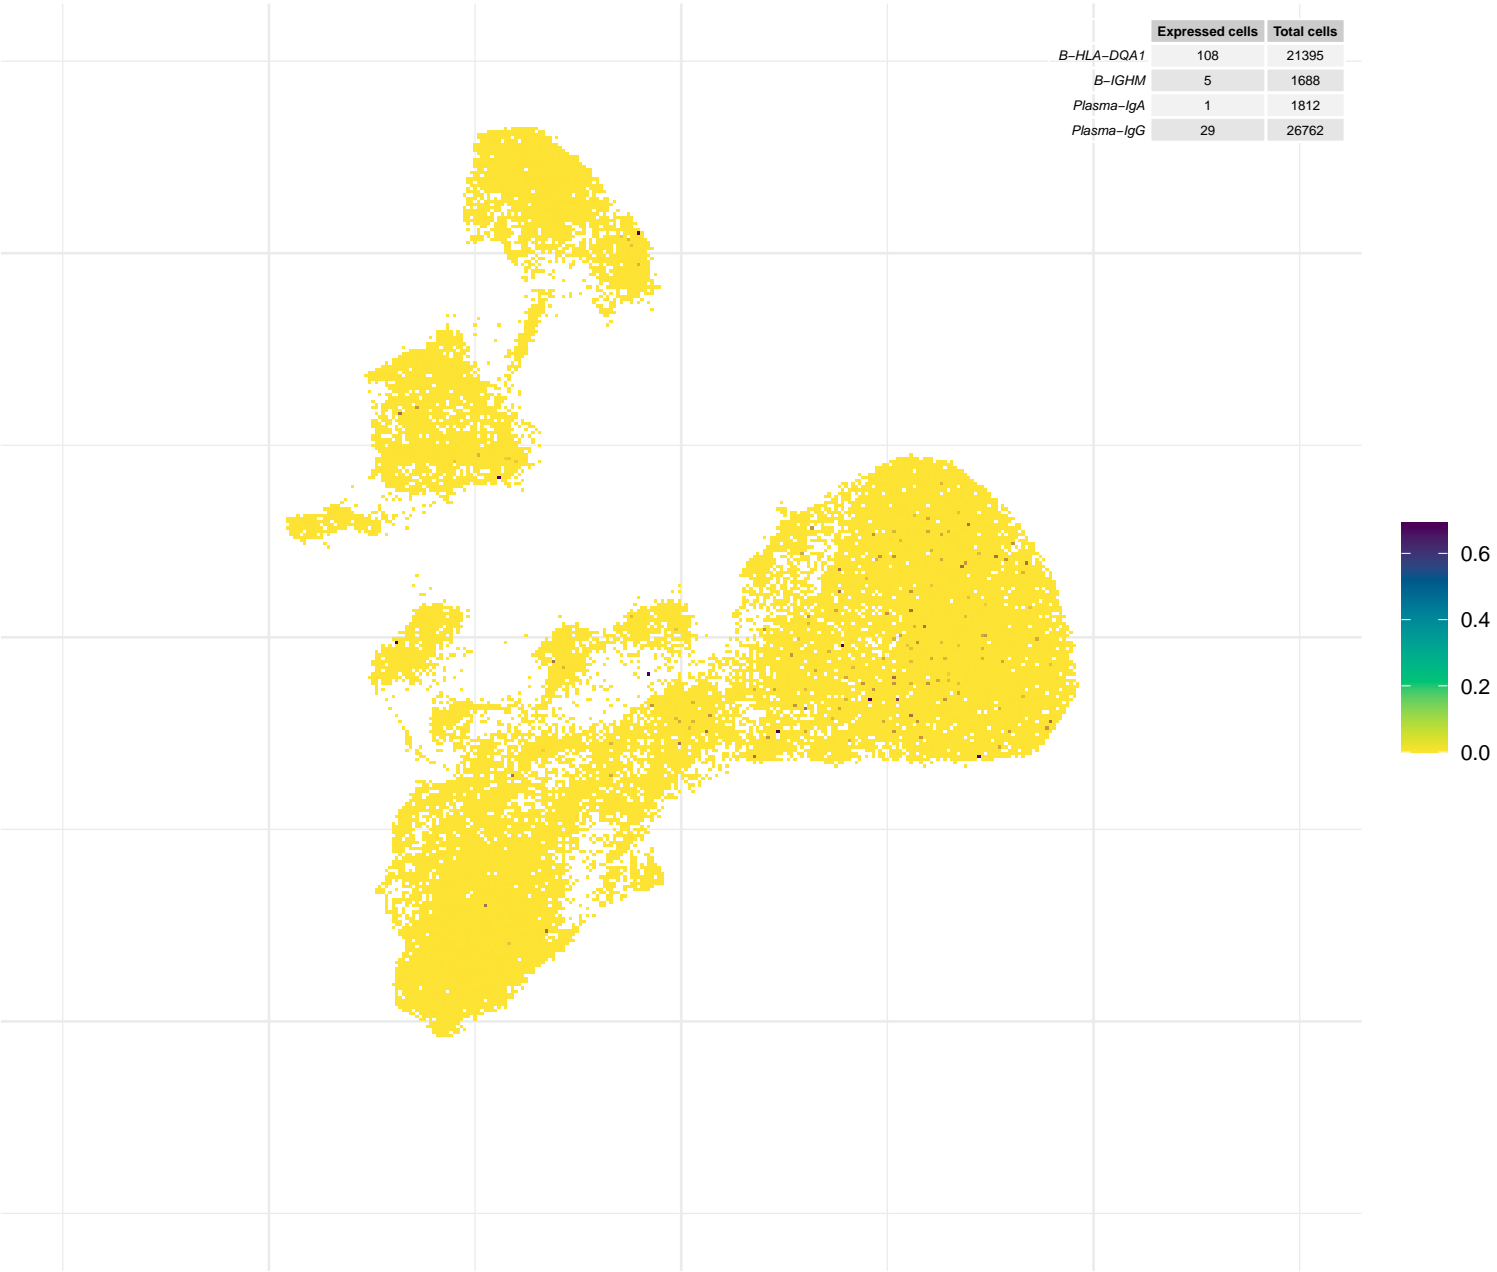 Expressed cells Total cells
B−HLA−DQA1 108 21395
B−IGHM 5 1688
Plasma−IgA 1 1812
Plasma−IgG 29 26762
0.6
0.4
0.2
0.0